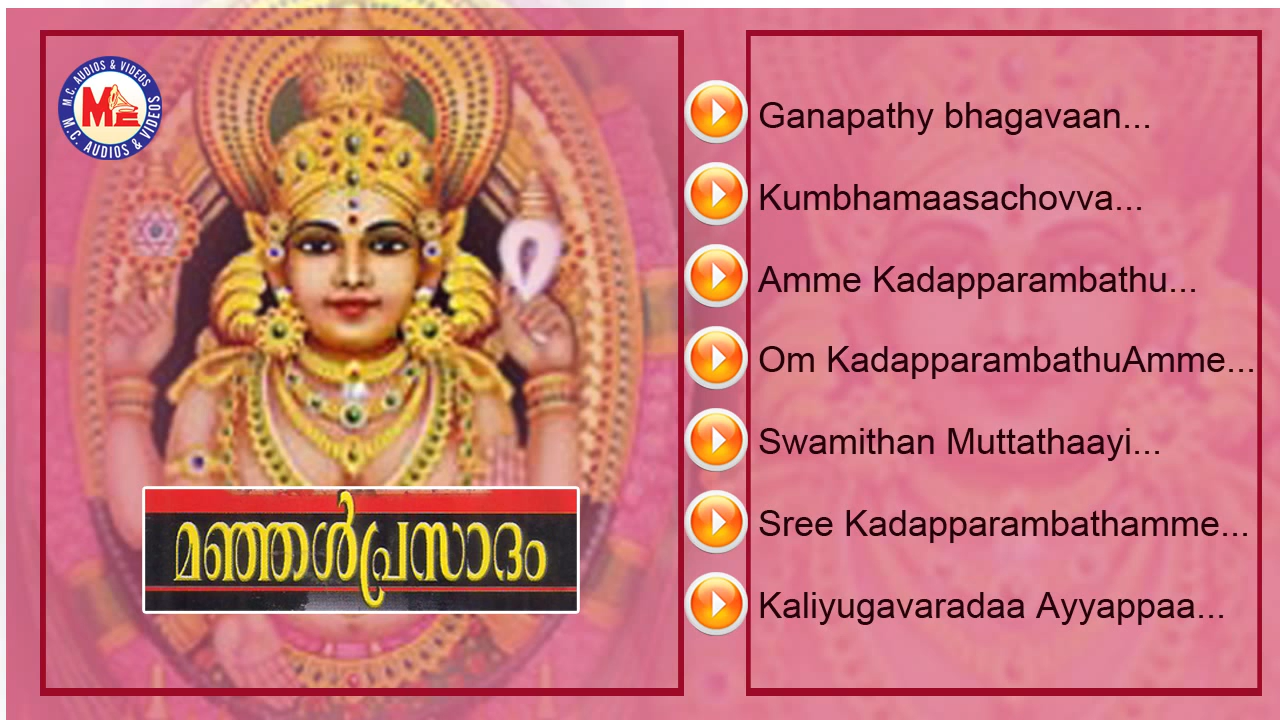 M.C. AUDIOS & VIDEOS
M.C. AUDIOS & VIDEOS
മഞ്ഞൾപ്രസാദം
Ganapathy bhagavaan...
Kumbhamaasachovva...
Amme Kadapparambathu...
Om KadapparambathuAmme...
Swamithan Muttathaayi...
Sree Kadapparambathamme...
Kaliyugavaradaa Ayyappaa...